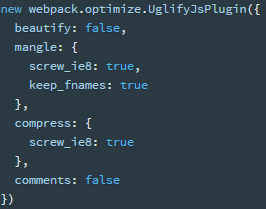 new webpack.optimize.UglifyJsPlugin({
  beautify: false,
  mangle: {
    screw_ie8: true,
    keep_fnames: true
  },
  compress: {
    screw_ie8: true
  },
  comments: false
})